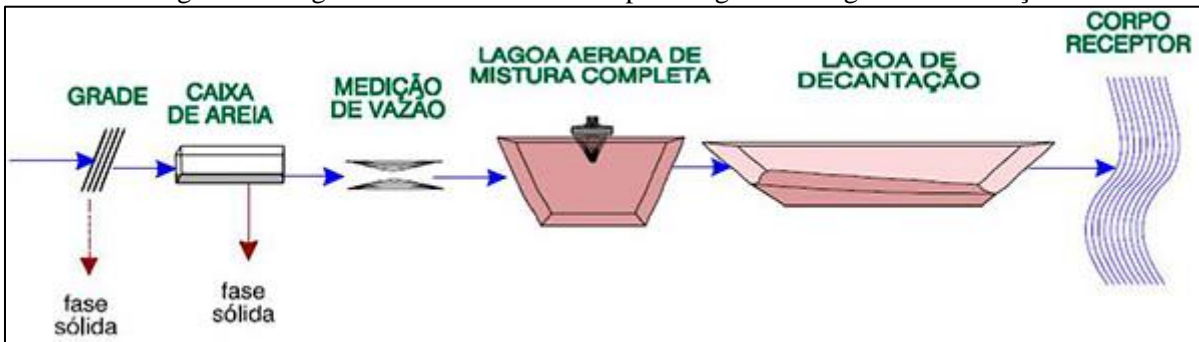 GRADE
CAIXA
DE AREIA
MEDIÇÃO
DE VAZÃO
LAGOA AERADA DE
MISTURA COMPLETA
LAGOA DE
DECANTAÇÃO
CORPO
RECEPTOR
fase
sólida
fase
sólida